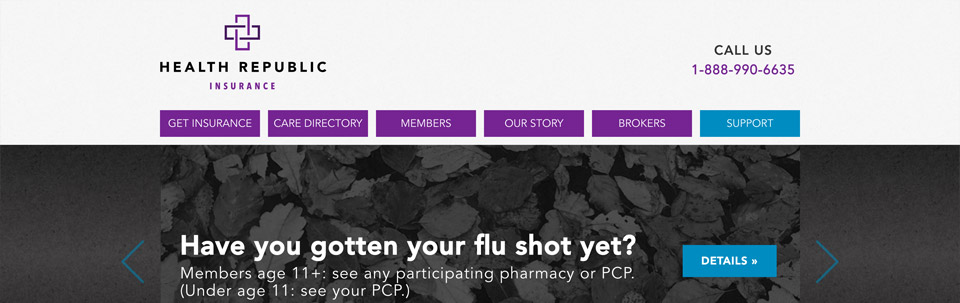 HEALTH REPUBLIC
INSURANCE
CALL US
1-888-990-6635
GET INSURANCE
CARE DIRECTORY
MEMBERS
OUR STORY
BROKERS
SUPPORT
Have you gotten your flu shot yet?
Members age 11+: see any participating pharmacy or PCP.
(Under age 11: see your PCP.)
DETAILS »